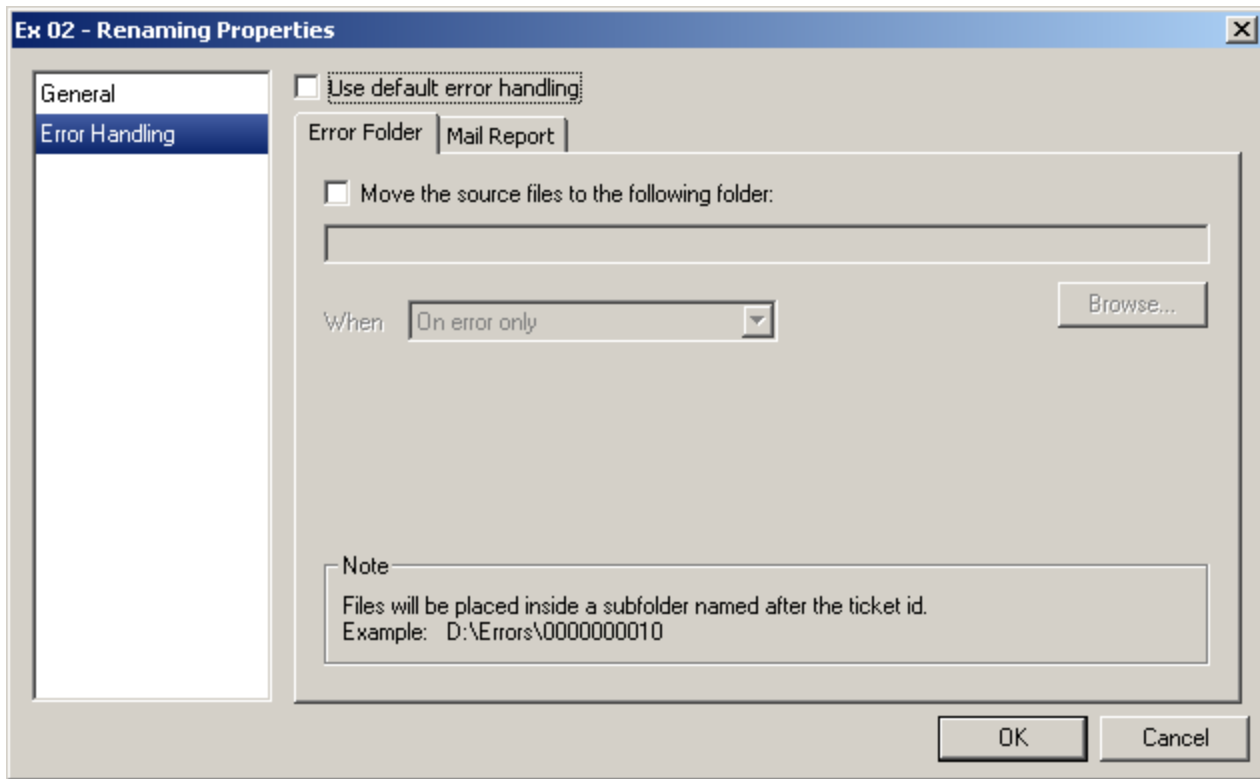 Ex 02 - Renaming Properties
General
Error Handling
Use default error handling
Error Folder
Mail Report
Move the source files to the following folder:
When
On error only
Browse...
Note
Files will be placed inside a subfolder named after the ticket id.
Example: D:\Errors\0000000010
OK
Cancel